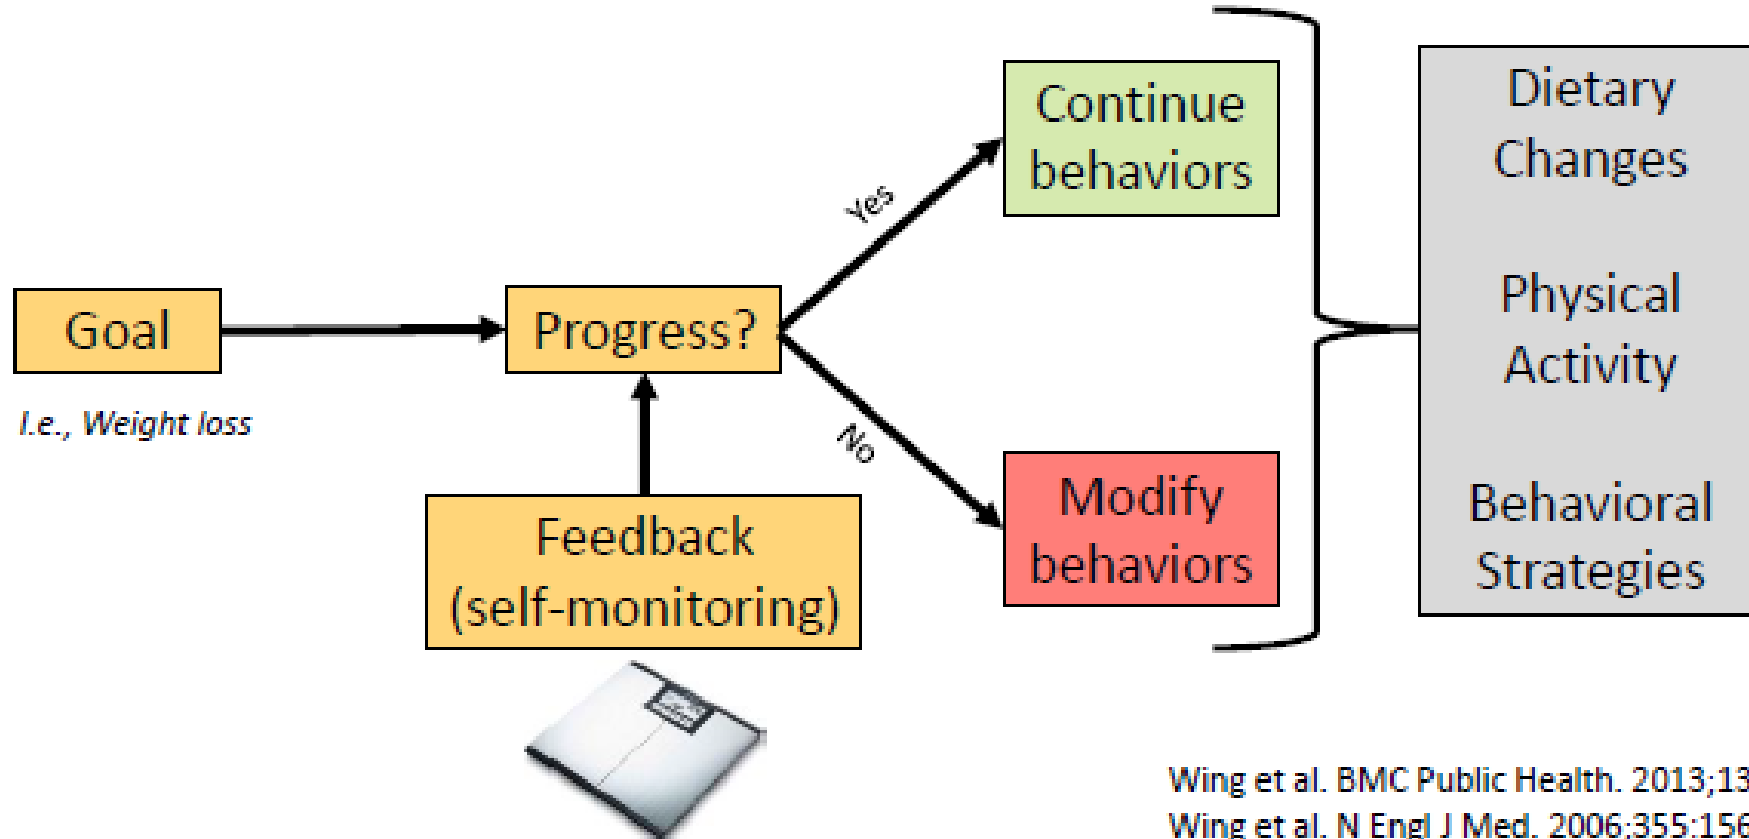 Goal
I.e., Weight loss
Progress?
Feedback
(self-monitoring)
Yes
No
Continue
behaviors
Modify
behaviors
Dietary
Changes
Physical
Activity
Behavioral
Strategies
Wing et al. BMC Public Health. 2013;13
Wing et al. N Engl J Med. 2006;355:156